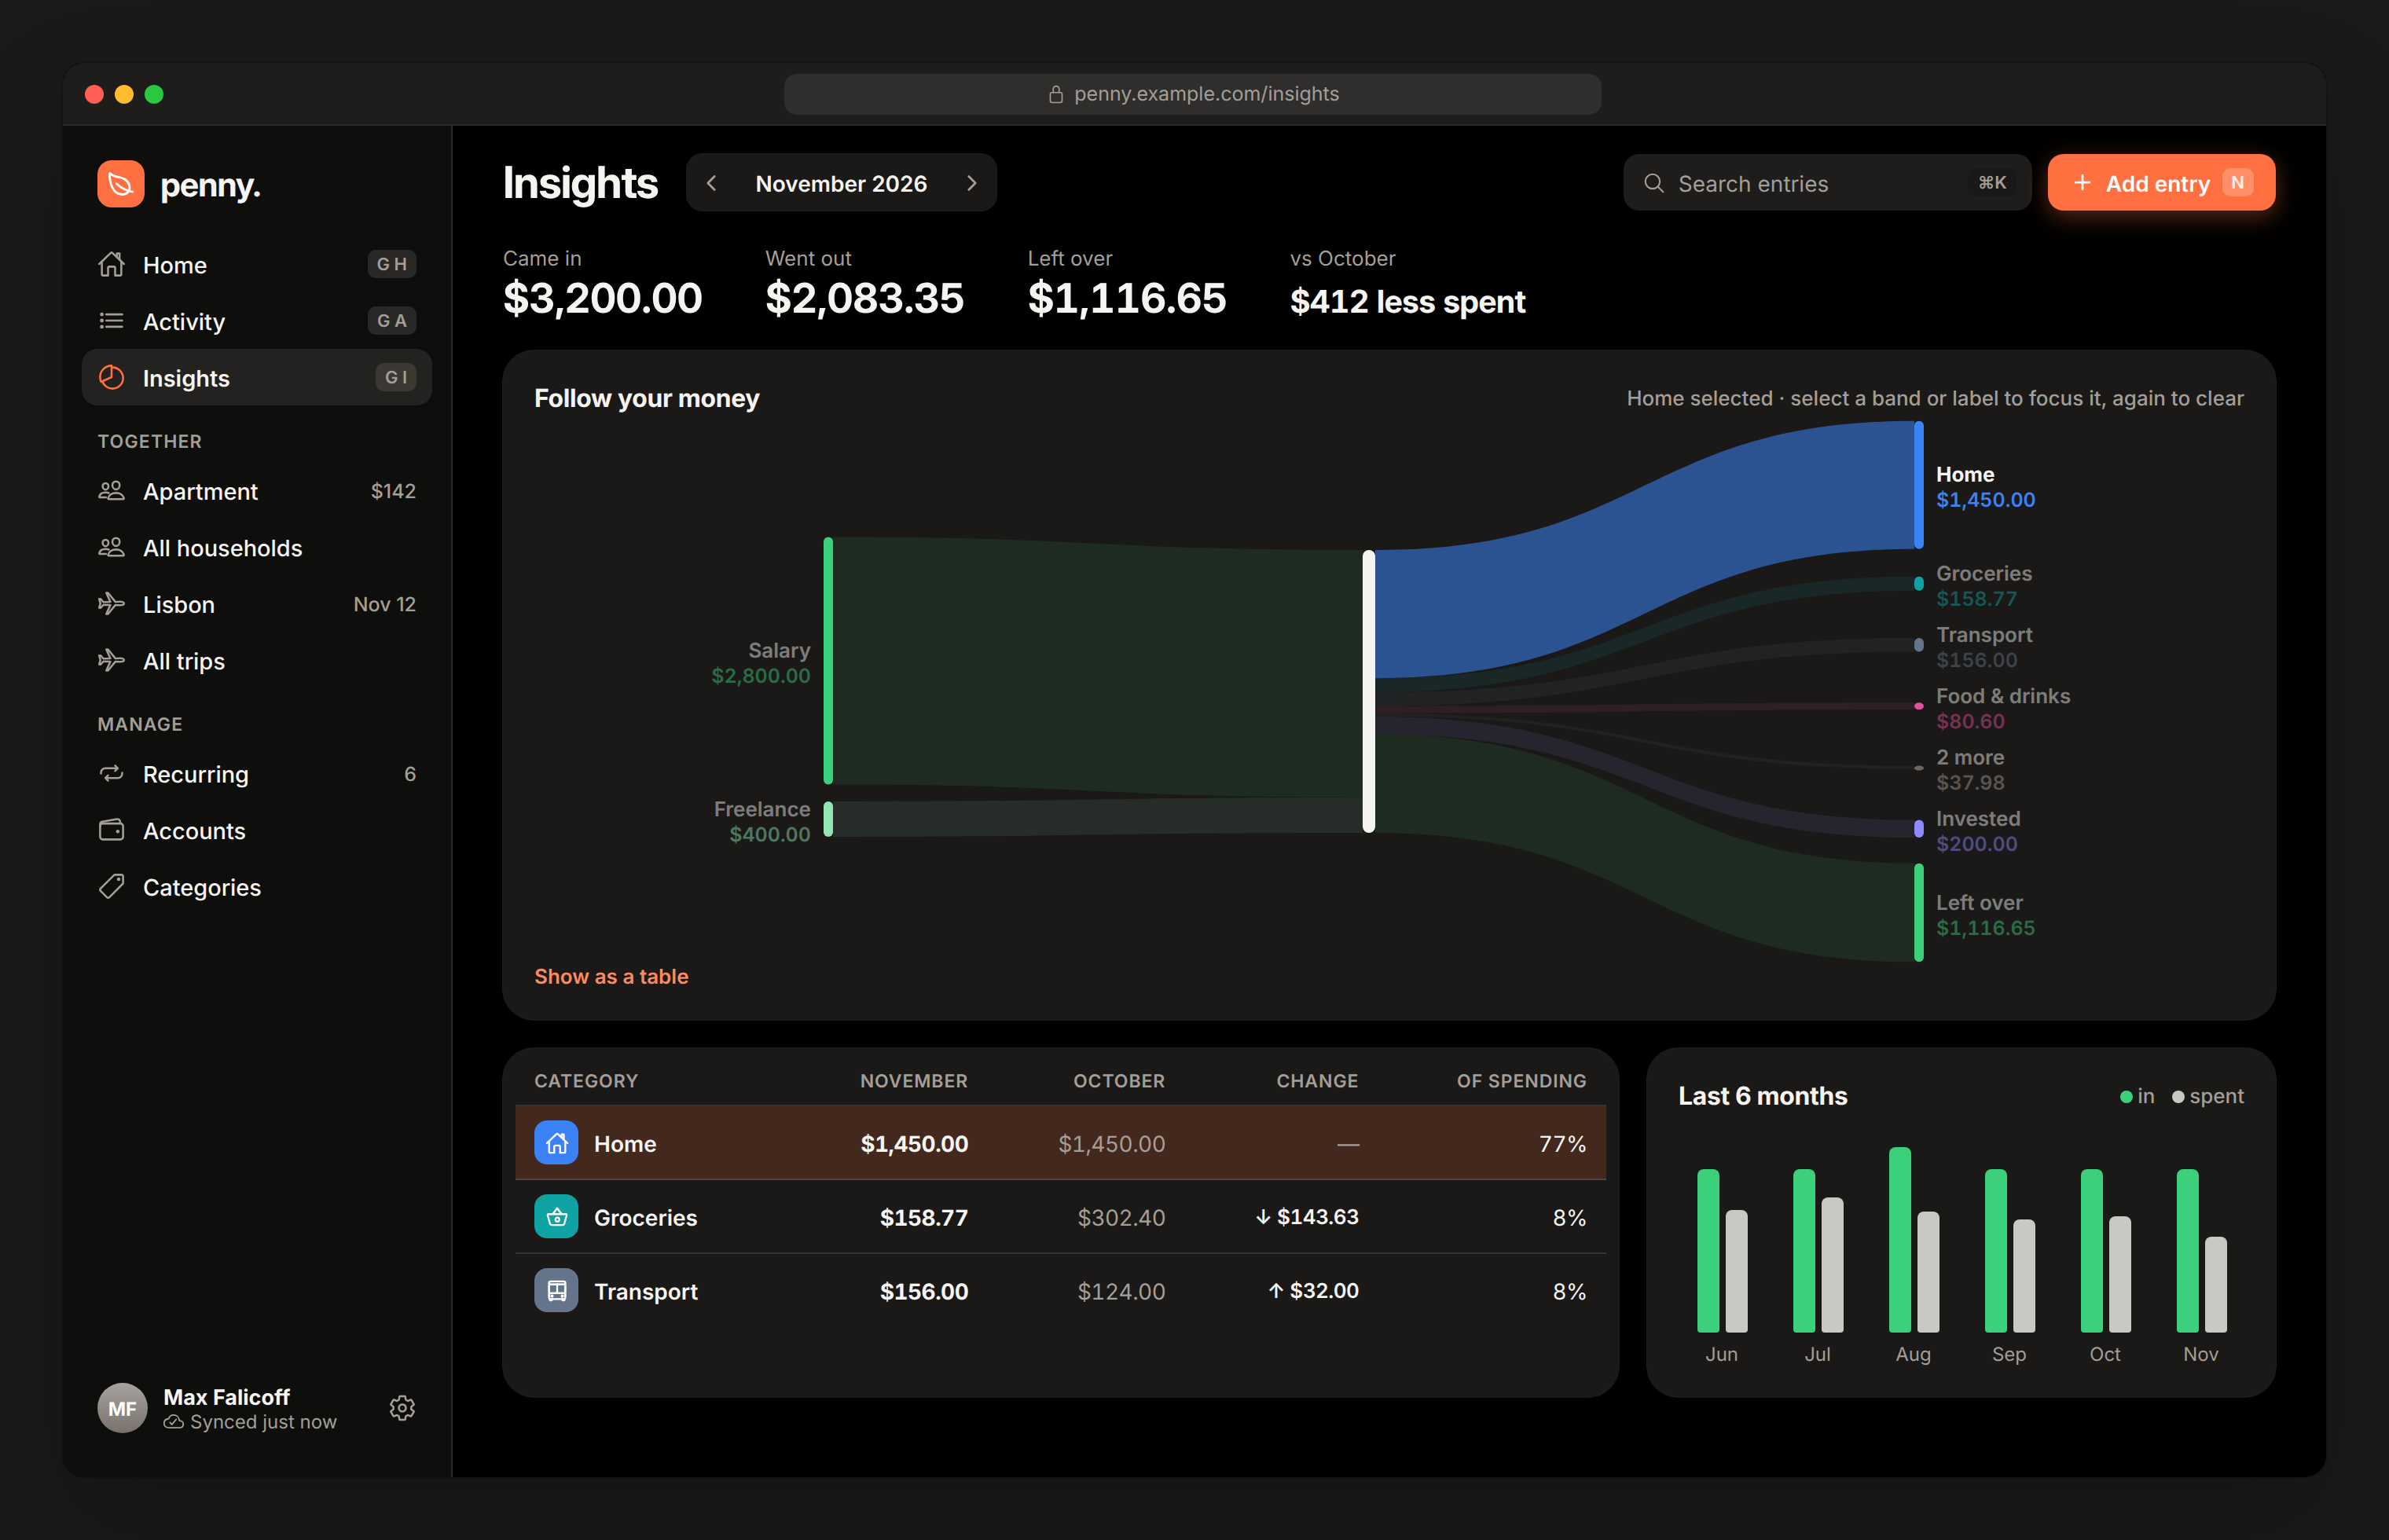 penny.example.com/insights
penny.
Home G H
Activity G A
Insights G I
TOGETHER
Apartment $142
All households
Lisbon Nov 12
All trips
MANAGE
Recurring 6
Accounts
Categories
MF
Max Falicoff
Synced just now
Insights
November 2026
Search entries ⌘K
+ Add entry N
Came in
$3,200.00
Went out
$2,083.35
Left over
$1,116.65
vs October
$412 less spent
Follow your money
Home selected · select a band or label to focus it, again to clear
Salary
$2,800.00
Freelance
$400.00
Home
$1,450.00
Groceries
$158.77
Transport
$156.00
Food & drinks
$80.60
2 more
$37.98
Invested
$200.00
Left over
$1,116.65
Show as a table
CATEGORY NOVEMBER OCTOBER CHANGE OF SPENDING
Home $1,450.00 $1,450.00 — 77%
Groceries $158.77 $302.40 ↓ $143.63 8%
Transport $156.00 $124.00 ↑ $32.00 8%
Last 6 months
in spent
Jun Jul Aug Sep Oct Nov